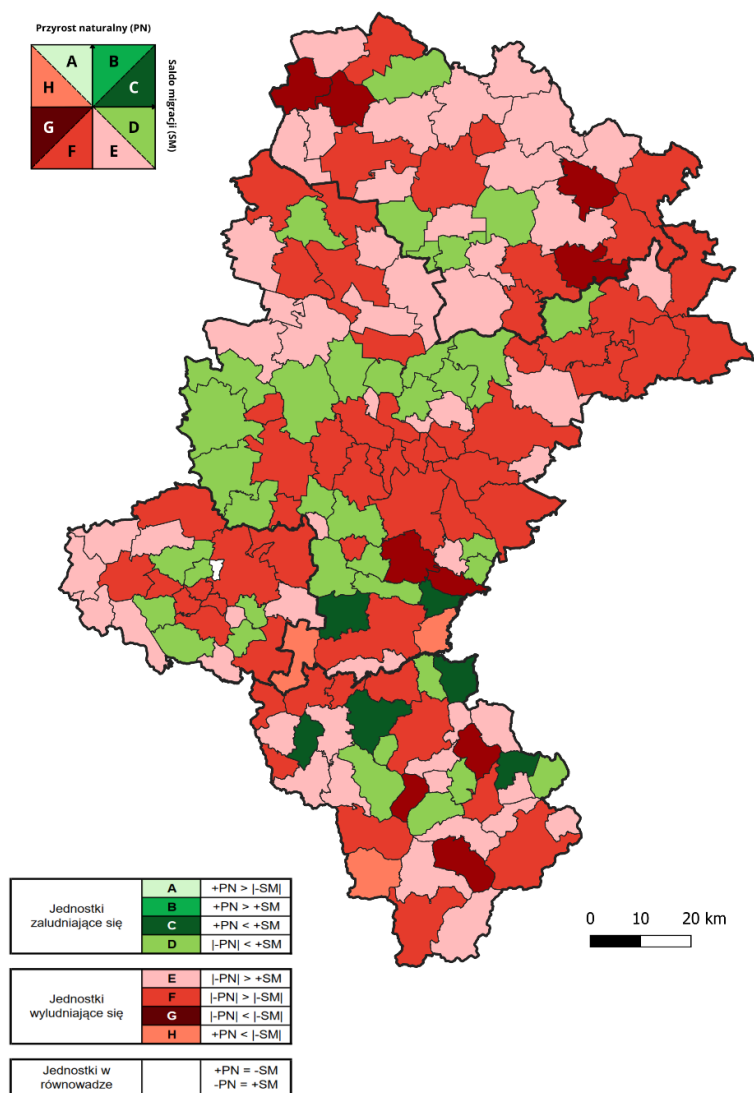 Przyrost naturalny (PN)
Saldo migracji (SM)
A
B
H
C
G
D
F
E
0 10 20 km
Jednostki
zaludniające się
A +PN > |-SM|
B +PN > +SM
C +PN < +SM
D |-PN| < +SM
Jednostki
wyludniające się
E |-PN| > +SM
F |-PN| > |-SM|
G |-PN| < |-SM|
H +PN < |-SM|
Jednostki w
równowadze
+PN = -SM
-PN = +SM